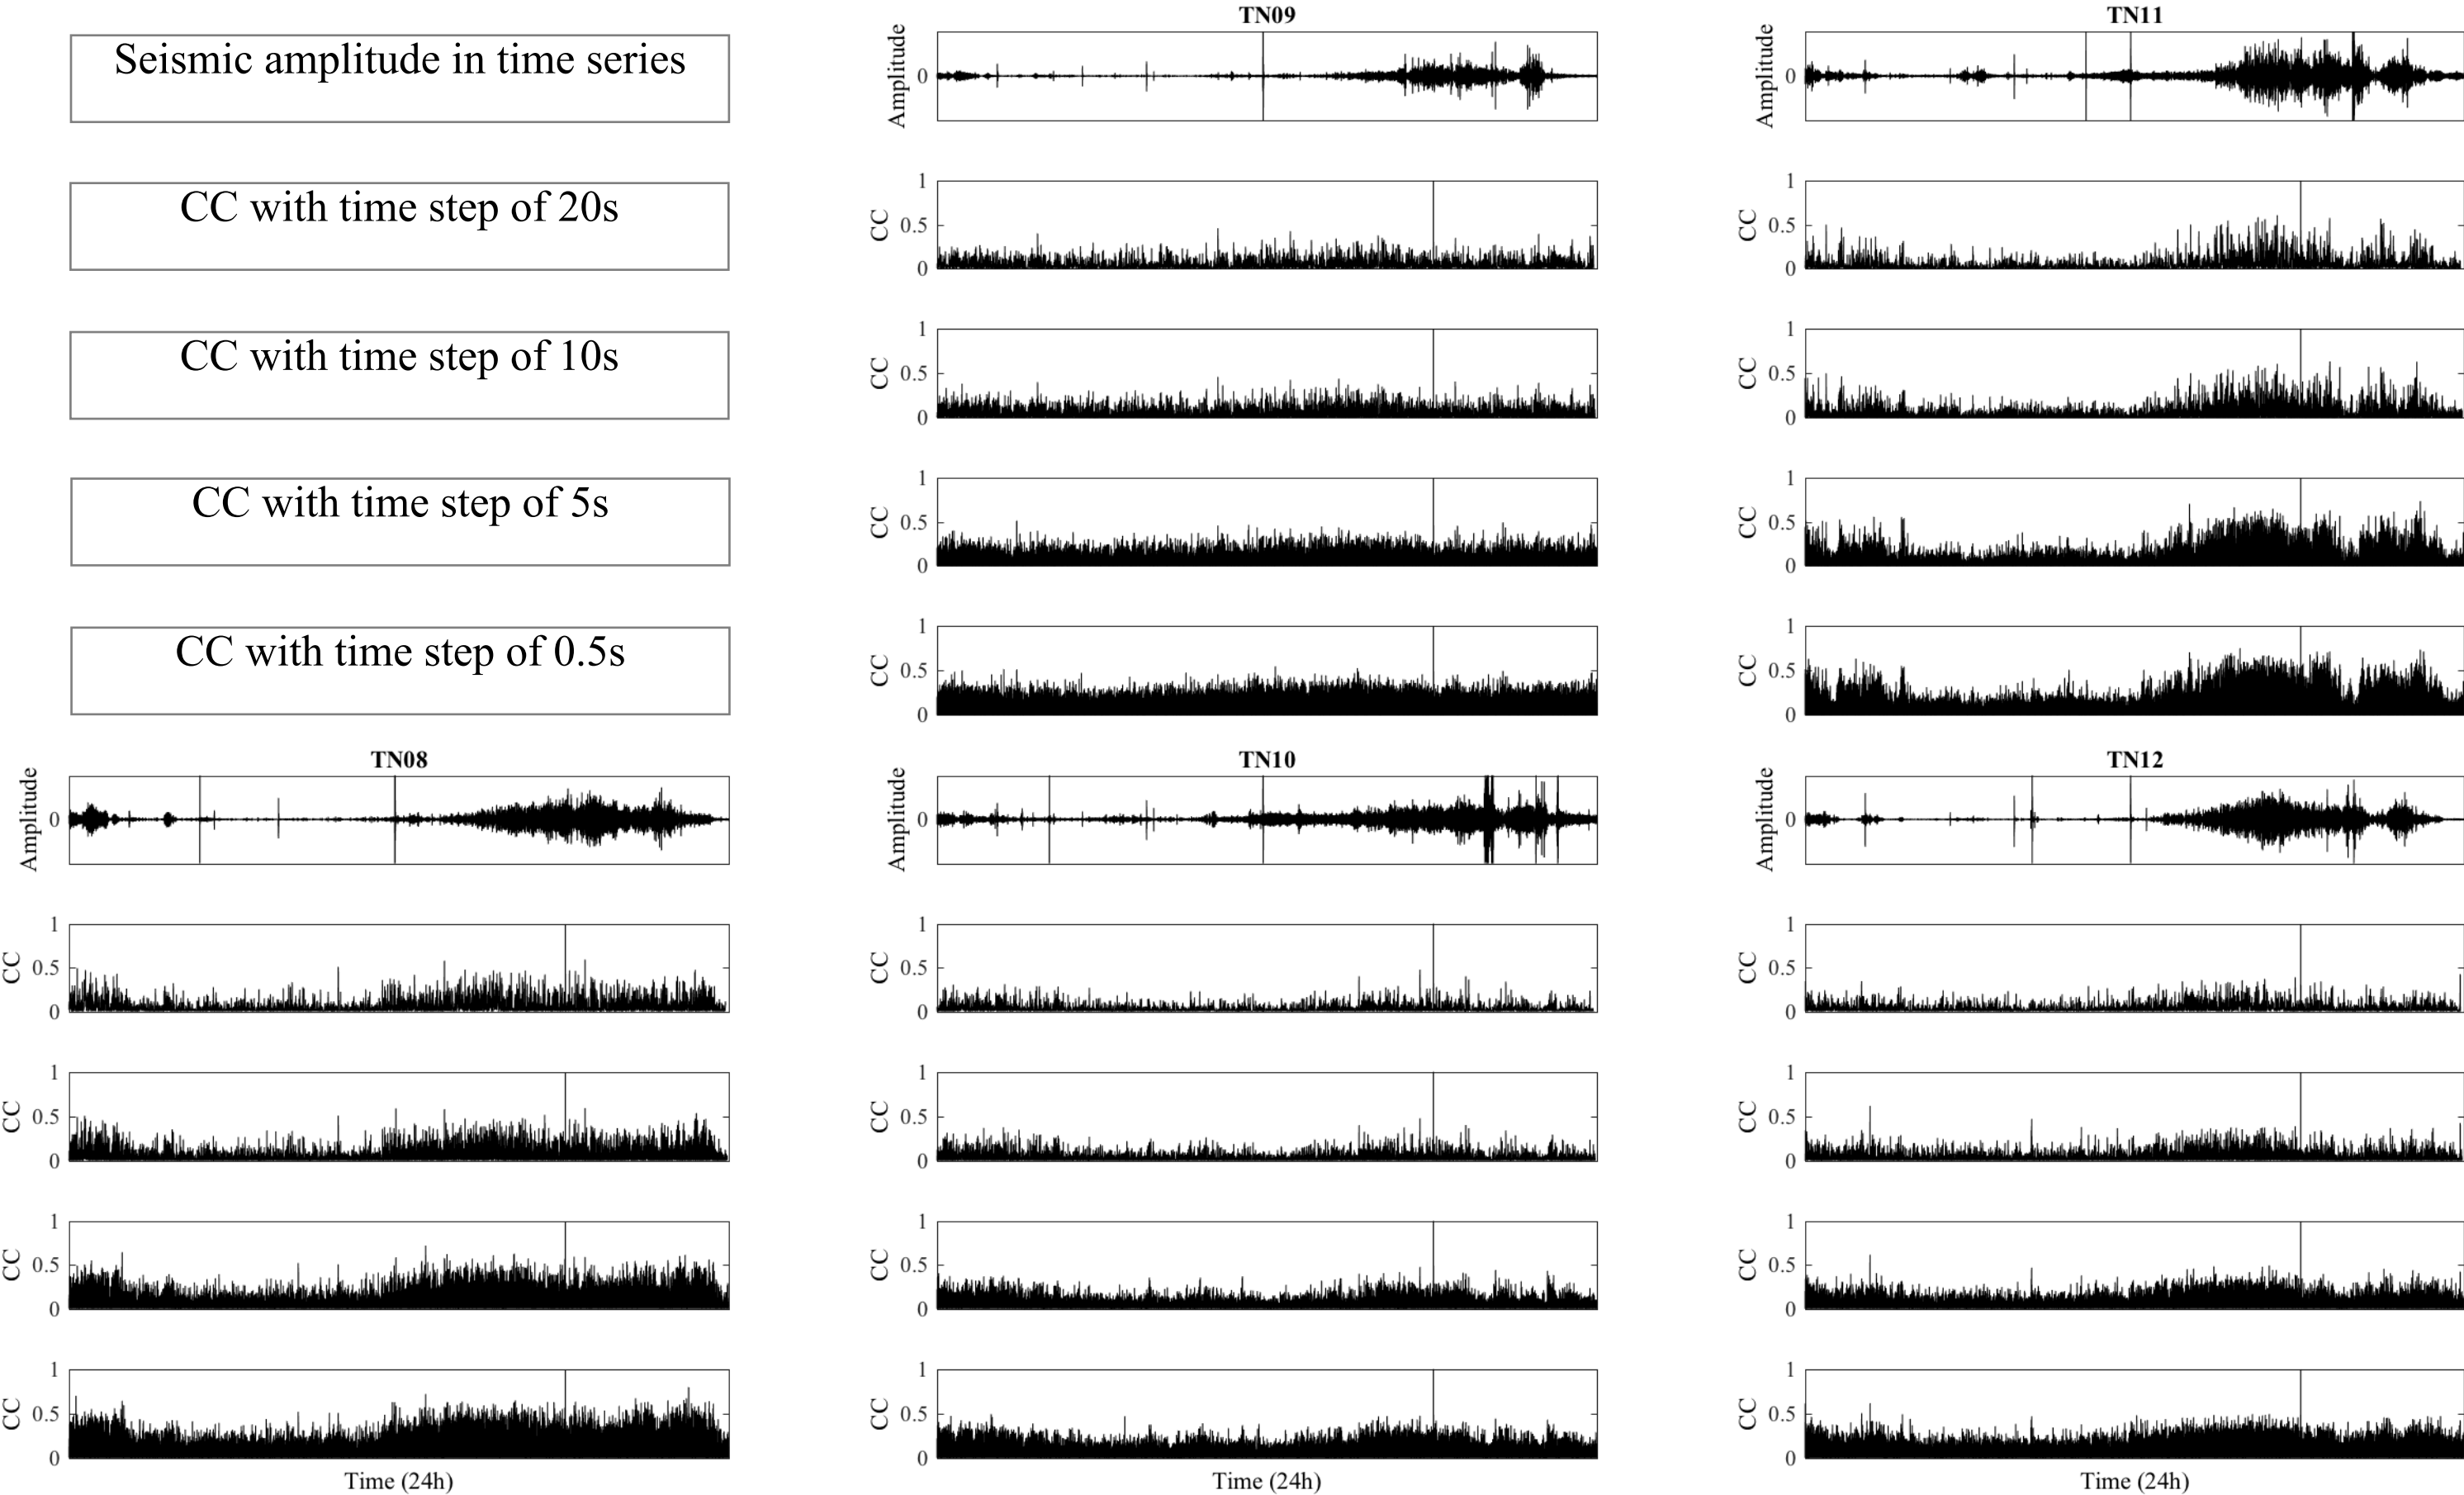 Seismic amplitude in time series
CC with time step of 20s
CC with time step of 10s
CC with time step of 5s
CC with time step of 0.5s
TN09
Amplitude
0
CC
1
0.5
0
CC
1
0.5
0
CC
1
0.5
0
CC
1
0.5
0
TN11
Amplitude
0
CC
1
0.5
0
CC
1
0.5
0
CC
1
0.5
0
CC
1
0.5
0
TN08
Amplitude
0
CC
1
0.5
0
CC
1
0.5
0
CC
1
0.5
0
CC
1
0.5
0
Time (24h)
TN10
Amplitude
0
CC
1
0.5
0
CC
1
0.5
0
CC
1
0.5
0
CC
1
0.5
0
Time (24h)
TN12
Amplitude
0
CC
1
0.5
0
CC
1
0.5
0
CC
1
0.5
0
CC
1
0.5
0
Time (24h)